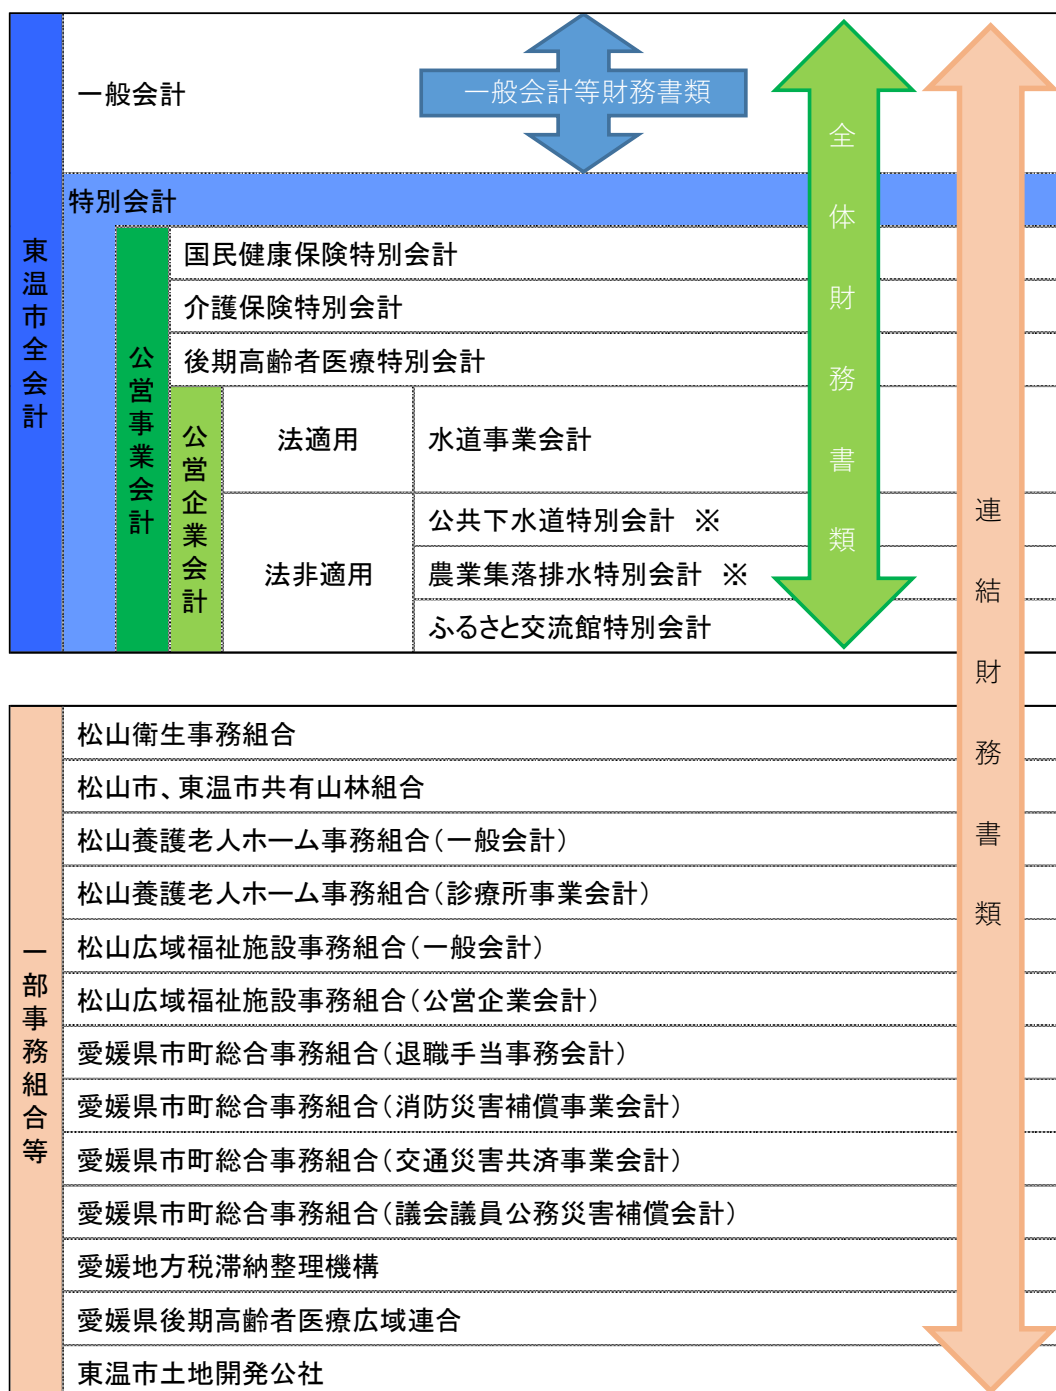 東温市全会計
一般会計
一般会計等財務書類
全体財務書類
連結財務書類
特別会計
公営事業会計
国民健康保険特別会計
介護保険特別会計
後期高齢者医療特別会計
公営企業会計
法適用
水道事業会計
法非適用
公共下水道特別会計 ※
農業集落排水特別会計 ※
ふるさと交流館特別会計
一部事務組合等
松山衛生事務組合
松山市、東温市共有山林組合
松山養護老人ホーム事務組合(一般会計)
松山養護老人ホーム事務組合(診療所事業会計)
松山広域福祉施設事務組合(一般会計)
松山広域福祉施設事務組合(公営企業会計)
愛媛県市町総合事務組合(退職手当事務会計)
愛媛県市町総合事務組合(消防災害補償事業会計)
愛媛県市町総合事務組合(交通災害共済事業会計)
愛媛県市町総合事務組合(議会議員公務災害補償会計)
愛媛地方税滞納整理機構
愛媛県後期高齢者医療広域連合
東温市土地開発公社